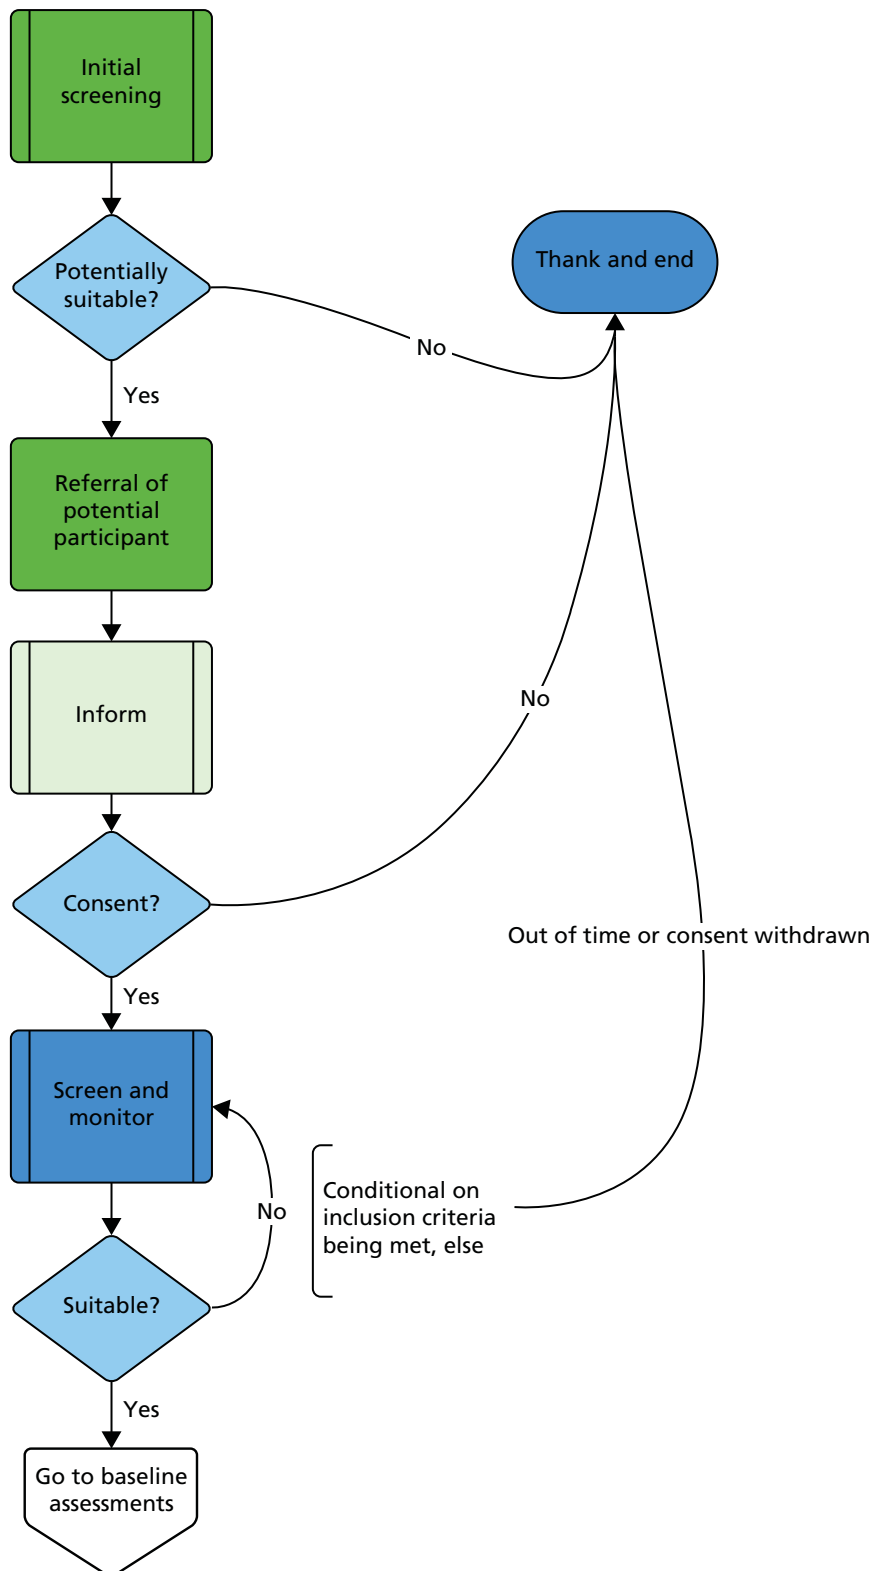 Initial
screening
Potentially
suitable?
Thank and end
No
Yes
Referral of
potential
participant
Inform
No
Consent?
Out of time or consent withdrawn
Yes
Screen and
monitor
No
Conditional on
inclusion criteria
being met, else
Suitable?
Yes
Go to baseline
assessments